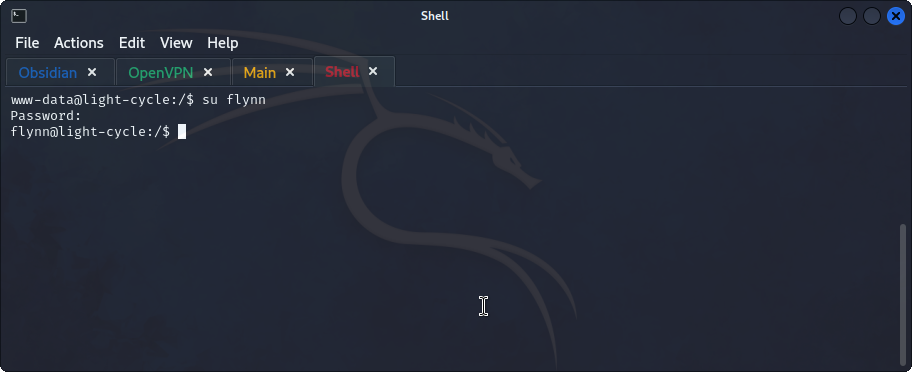 Shell
File Actions Edit View Help
Obsidian × OpenVPN × Main × Shell ×
www-data@light-cycle:/$ su flynn
Password:
flynn@light-cycle:/$